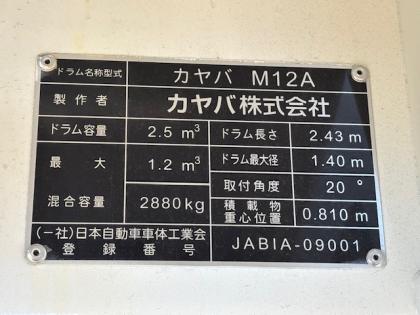 ドラム名称型式 カヤバ M12A
製作者 カヤバ株式会社
ドラム容量 2.5 m³ ドラム長さ 2.43 m
最大 1.2 m³ ドラム最大径 1.40 m
混合容量 2880kg 取付角度 20°
積載物重心位置 0.810 m
(一社)日本自動車車体工業会
登録番号 JABIA-09001